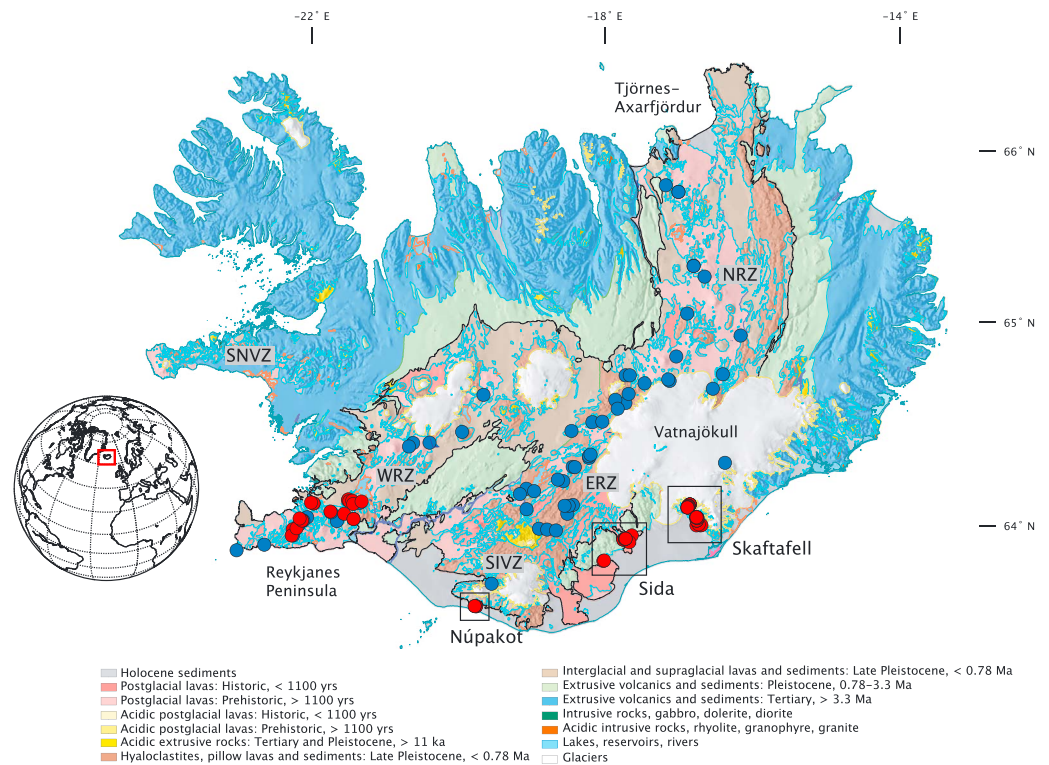 -22° E
-18° E
-14° E
Tjörnes-
Axarfjördur
66° N
NRZ
65° N
SNVZ
Vatnajökull
WRZ
ERZ
64° N
Skaftafell
SIVZ
Reykjanes
Peninsula
Sida
Núpakot
Holocene sediments
Postglacial lavas: Historic, < 1100 yrs
Postglacial lavas: Prehistoric, > 1100 yrs
Acidic postglacial lavas: Historic, < 1100 yrs
Acidic postglacial lavas: Prehistoric, > 1100 yrs
Acidic extrusive rocks: Tertiary and Pleistocene, > 11 ka
Hyaloclastites, pillow lavas and sediments: Late Pleistocene, < 0.78 Ma
Interglacial and supraglacial lavas and sediments: Late Pleistocene, < 0.78 Ma
Extrusive volcanics and sediments: Pleistocene, 0.78-3.3 Ma
Extrusive volcanics and sediments: Tertiary, > 3.3 Ma
Intrusive rocks, gabbro, dolerite, diorite
Acidic intrusive rocks, rhyolite, granophyre, granite
Lakes, reservoirs, rivers
Glaciers